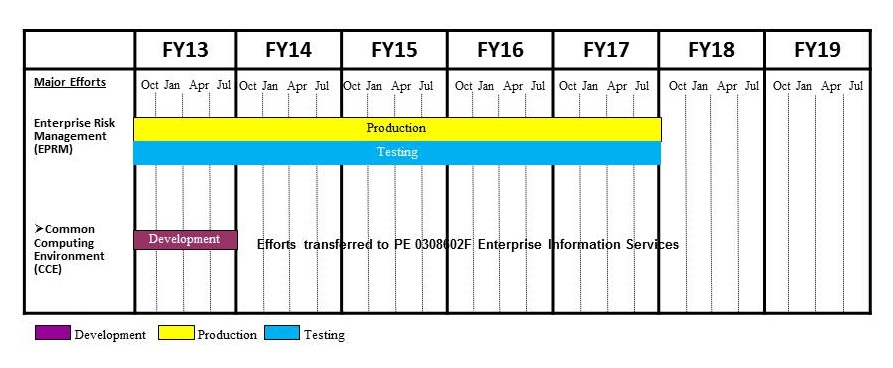 FY13 FY14 FY15 FY16 FY17 FY18 FY19
Major Efforts Oct Jan Apr Jul Oct Jan Apr Jul Oct Jan Apr Jul Oct Jan Apr Jul Oct Jan Apr Jul Oct Jan Apr Jul Oct Jan Apr Jul
Enterprise Risk
Management
(EPRM)
Production
Testing
➢Common
Computing
Environment
(CCE)
Development
Efforts transferred to PE 0308602F Enterprise Information Services
Development Production Testing